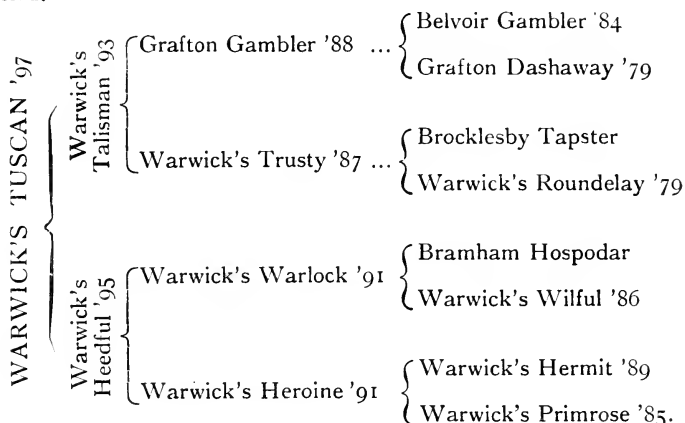 WARWICK'S TUSCAN '97
Warwick's
Talisman '93
Grafton Gambler '88 ...
Belvoir Gambler '84
Grafton Dashaway '79
Warwick's Trusty '87 ...
Brocklesby Tapster
Warwick's Roundelay '79
Warwick's
Heedful '95
Warwick's Warlock '91
Bramham Hospodar
Warwick's Wilful '86
Warwick's Heroine '91
Warwick's Hermit '89
Warwick's Primrose '85.